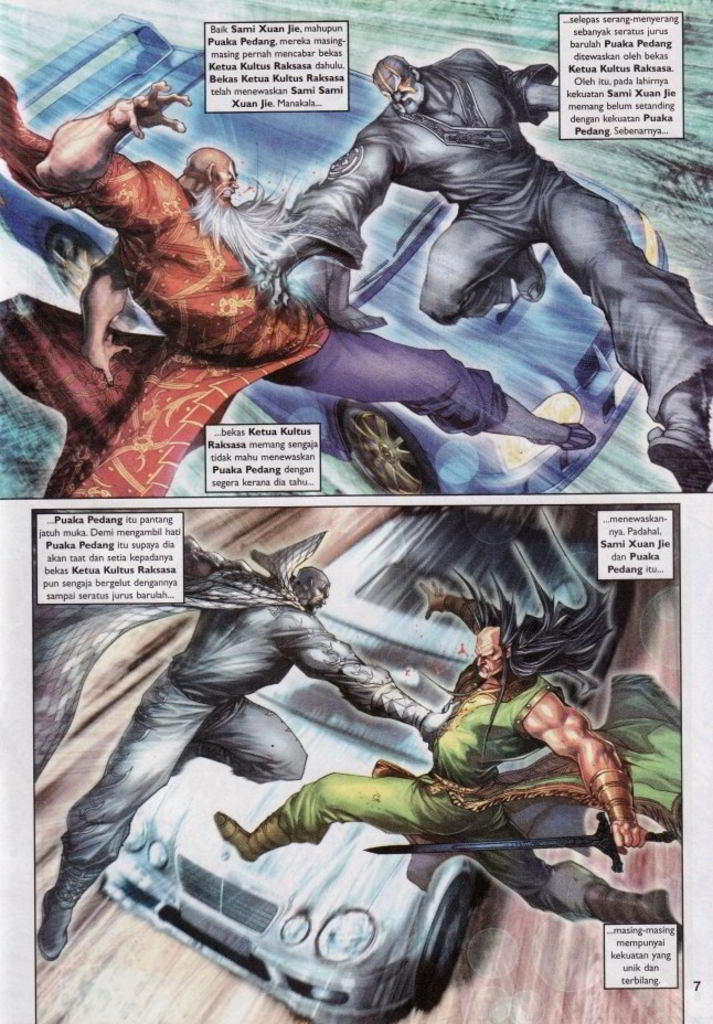 Baik Sami Xuan Jie, mahupun
Puaka Pedang, mereka masing-
masing pernah mencabar bekas
Ketua Kultus Raksasa dahulu.
Bekas Ketua Kultus Raksasa
telah menewaskan Sami Sami
Xuan Jie. Manakala...
...selepas serang-menyerang
sebanyak seratus jurus
barulah Puaka Pedang
ditewaskan oleh bekas
Ketua Kultus Raksasa.
Oleh itu, pada lahirnya
kekuatan Sami Xuan Jie
memang belum setanding
dengan kekuatan Puaka
Pedang. Sebenarnya...
...bekas Ketua Kultus
Raksasa memang sengaja
tidak mahu menewaskan
Puaka Pedang dengan
segera kerana dia tahu...
...Puaka Pedang itu pantang
jatuh muka. Demi mengambil hati
Puaka Pedang itu supaya dia
akan taat dan setia kepadanya
bekas Ketua Kultus Raksasa
pun sengaja bergelut dengannya
sampai seratus jurus barulah...
...menewaskan-
nya. Padahal,
Sami Xuan Jie
dan Puaka
Pedang itu...
...masing-masing
mempunyai
kekuatan yang
unik dan
terbilang.
7